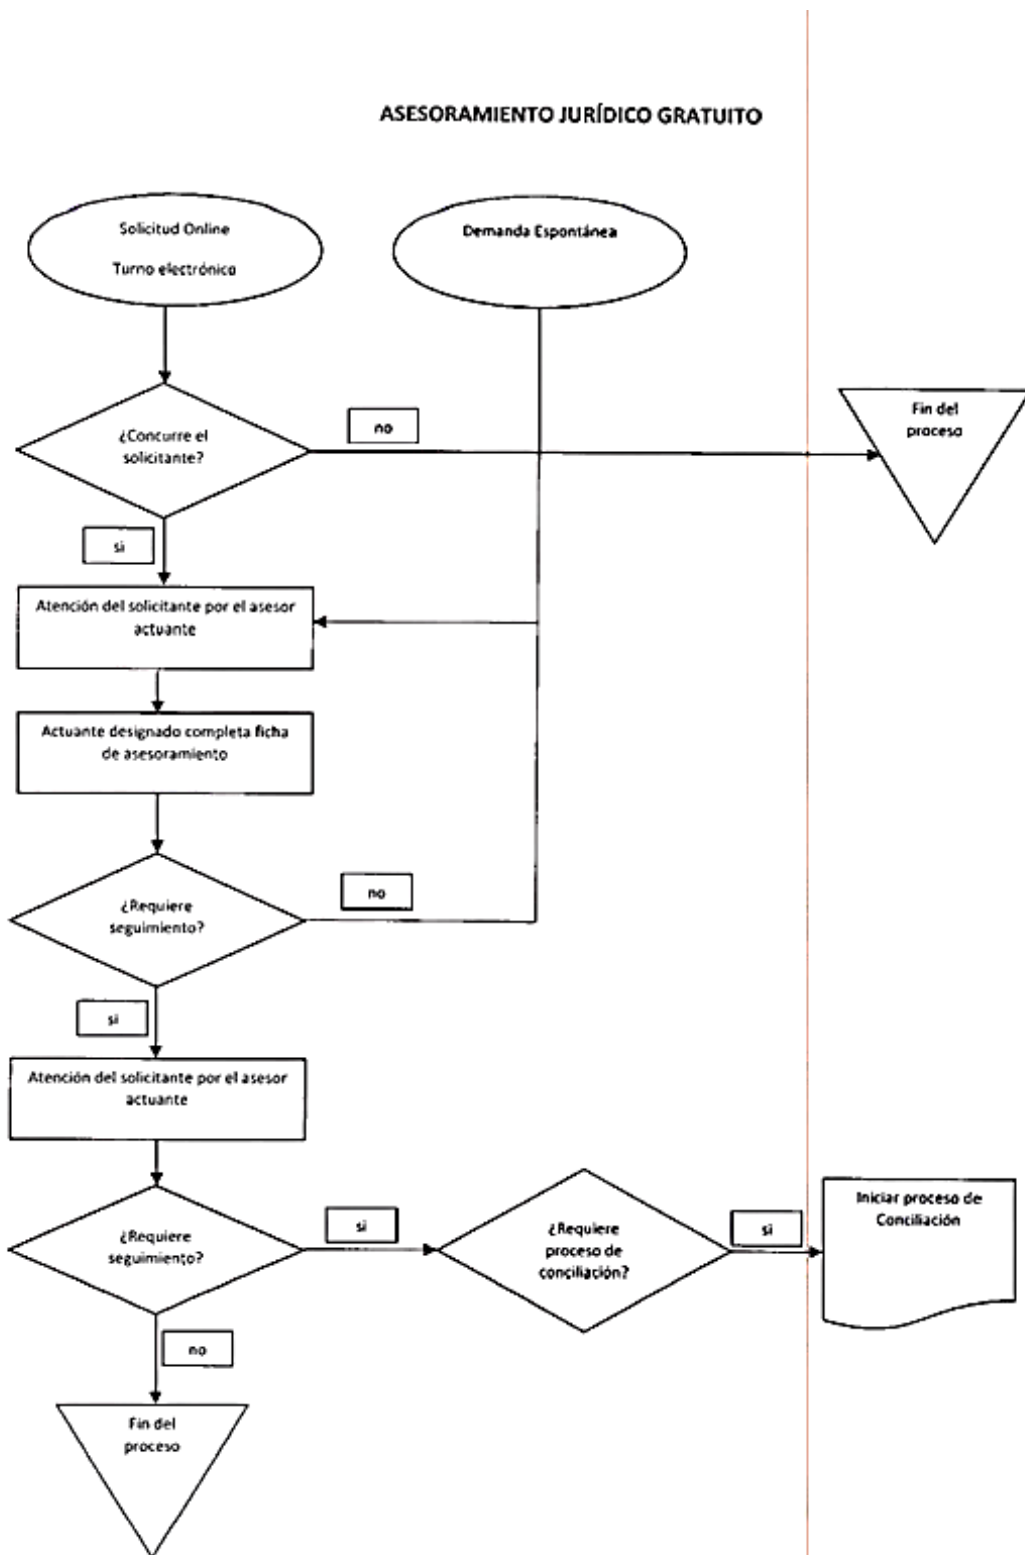 ASESORAMIENTO JURÍDICO GRATUITO
Solicitud Online
Turno electrónico
Demanda Espontánea
¿Concurre el
solicitante?
no
Fin del
proceso
si
Atención del solicitante por el asesor
actuante
Actuante designado completa ficha
de asesoramiento
¿Requiere
seguimiento?
no
si
Atención del solicitante por el asesor
actuante
¿Requiere
seguimiento?
si
¿Requiere
proceso de
conciliación?
si
Iniciar proceso de
Conciliación
no
Fin del
proceso